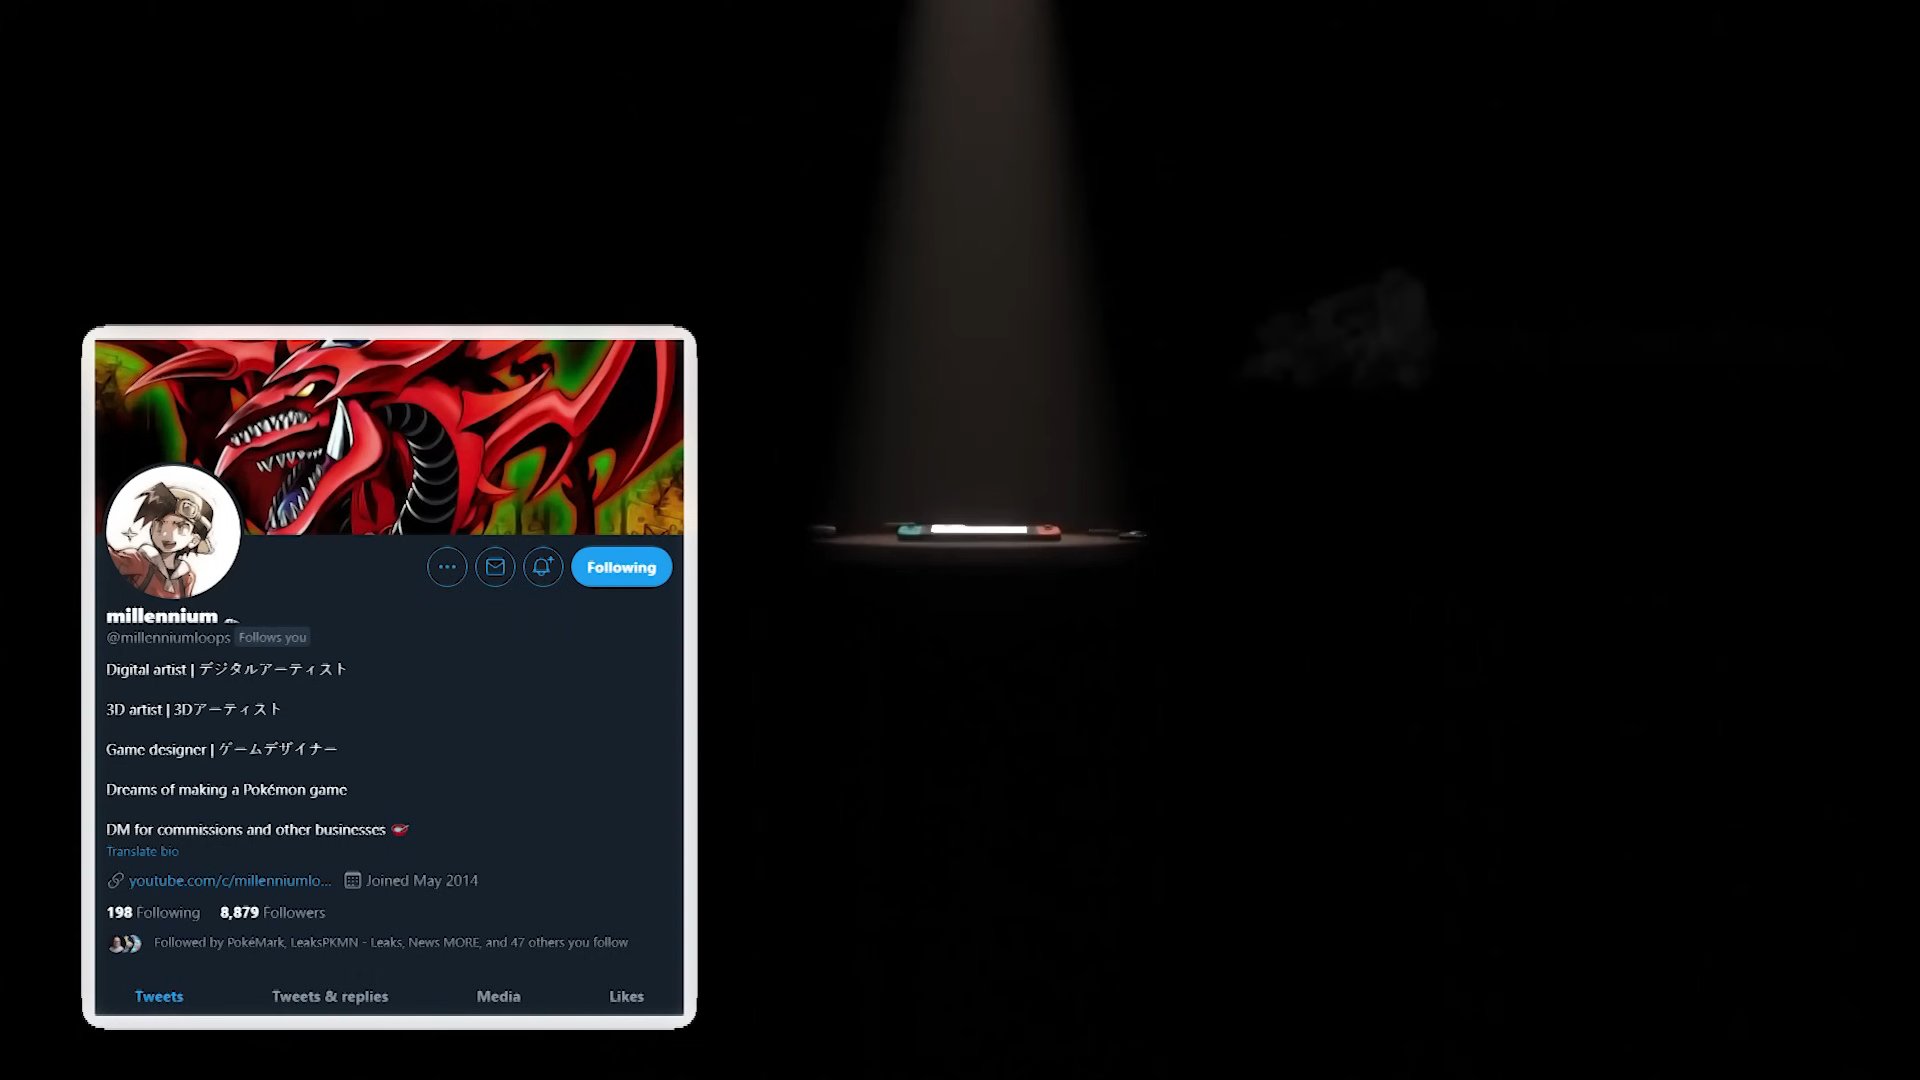 Following
millennium
@millenniumloops Follows you
Digital artist | デジタルアーティスト
3D artist | 3Dアーティスト
Game designer | ゲームデザイナー
Dreams of making a Pokémon game
DM for commissions and other businesses
Translate bio
youtube.com/c/millenniumlo... Joined May 2014
198 Following 8,879 Followers
Followed by PokéMark, LeaksPKMN - Leaks, News MORE, and 47 others you follow
Tweets Tweets & replies Media Likes